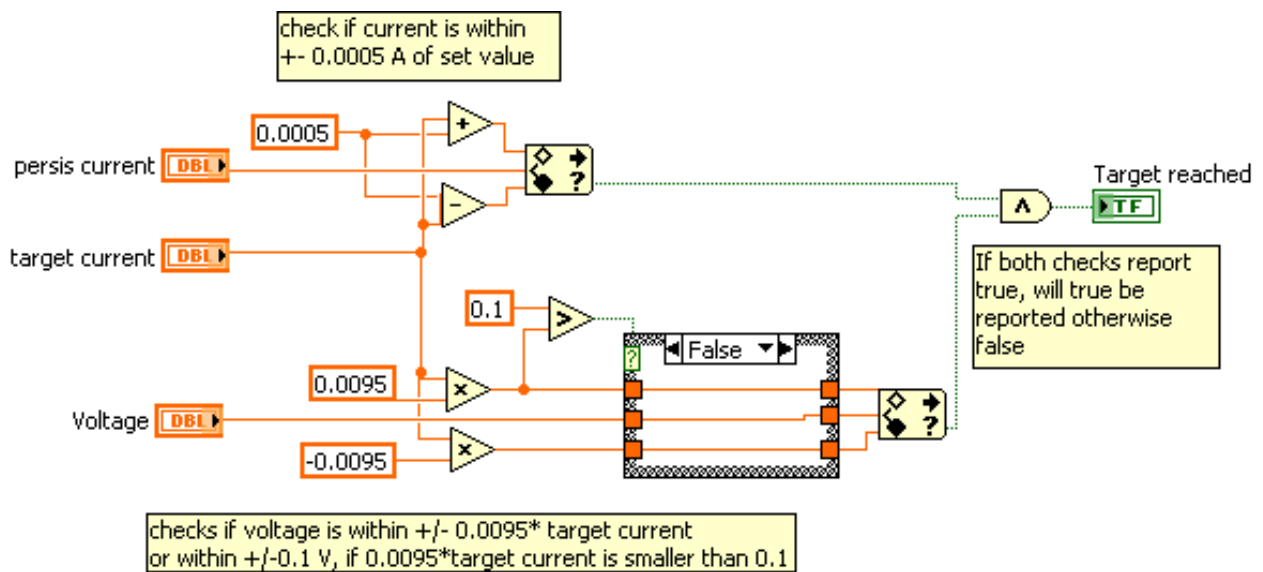 check if current is within
+- 0.0005 A of set value
0.0005
+
persis current DBL
?
Target reached
-
TF
target current DBL
If both checks report
true, will true be
reported otherwise
false
0.1
>
False
?
0.0095
x
Voltage DBL
?
-0.0095
x
checks if voltage is within +/- 0.0095* target current
or within +/-0.1 V, if 0.0095*target current is smaller than 0.1